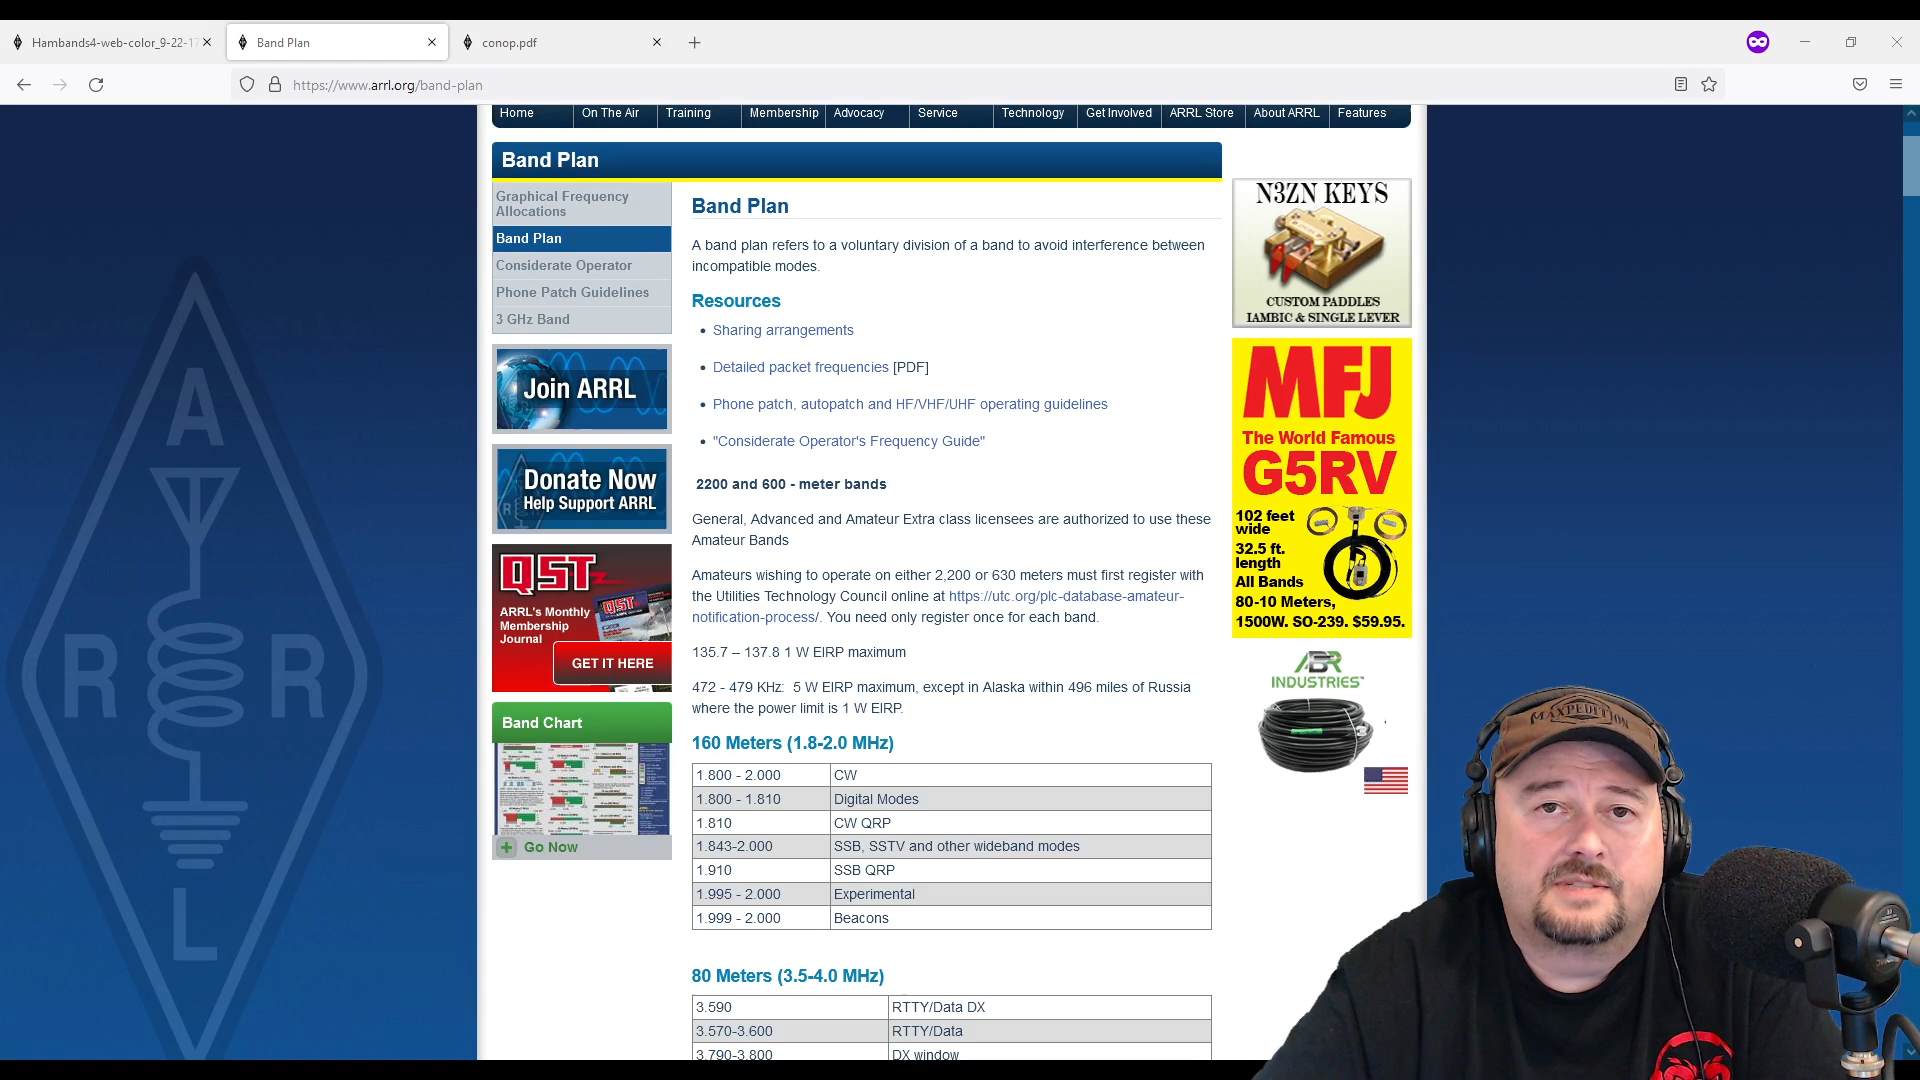 Hambands4-web-color_9-22-17
Band Plan
conop.pdf
https://www.arrl.org/band-plan
Home
On The Air
Training
Membership
Advocacy
Service
Technology
Get Involved
ARRL Store
About ARRL
Features
Band Plan
Graphical Frequency
Allocations
Band Plan
Considerate Operator
Phone Patch Guidelines
3 GHz Band
Join ARRL
Donate Now
Help Support ARRL
QST
ARRL's Monthly
Membership
Journal
QST
GET IT HERE
Band Chart
Go Now
Band Plan
A band plan refers to a voluntary division of a band to avoid interference between
incompatible modes.
Resources
• Sharing arrangements
• Detailed packet frequencies [PDF]
• Phone patch, autopatch and HF/VHF/UHF operating guidelines
• "Considerate Operator's Frequency Guide"
2200 and 600 - meter bands
General, Advanced and Amateur Extra class licensees are authorized to use these
Amateur Bands
Amateurs wishing to operate on either 2,200 or 630 meters must first register with
the Utilities Technology Council online at https://utc.org/plc-database-amateur-
notification-process/. You need only register once for each band.
135.7 – 137.8 1 W EIRP maximum
472 - 479 KHz:  5 W EIRP maximum, except in Alaska within 496 miles of Russia
where the power limit is 1 W EIRP.
160 Meters (1.8-2.0 MHz)
1.800 - 2.000 CW
1.800 - 1.810 Digital Modes
1.810 CW QRP
1.843-2.000 SSB, SSTV and other wideband modes
1.910 SSB QRP
1.995 - 2.000 Experimental
1.999 - 2.000 Beacons
80 Meters (3.5-4.0 MHz)
3.590 RTTY/Data DX
3.570-3.600 RTTY/Data
3.790-3.800 DX window
N3ZN KEYS
CUSTOM PADDLES
IAMBIC & SINGLE LEVER
MFJ
The World Famous
G5RV
102 feet
wide
32.5 ft.
length
All Bands
80-10 Meters,
1500W. SO-239. $59.95.
ABR
INDUSTRIES™
MAXPEDITION
A
R
R
L